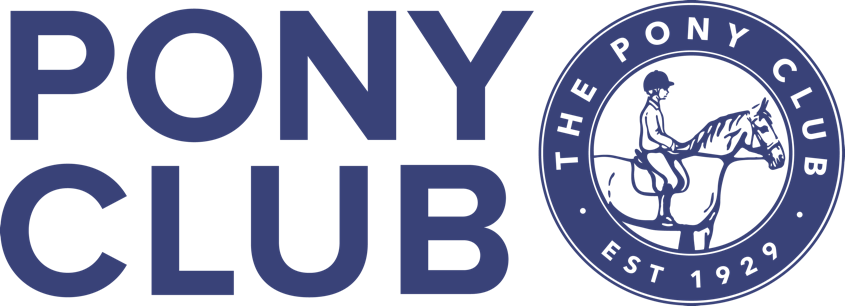 PONY
CLUB
THE PONY CLUB
· EST 1929 ·